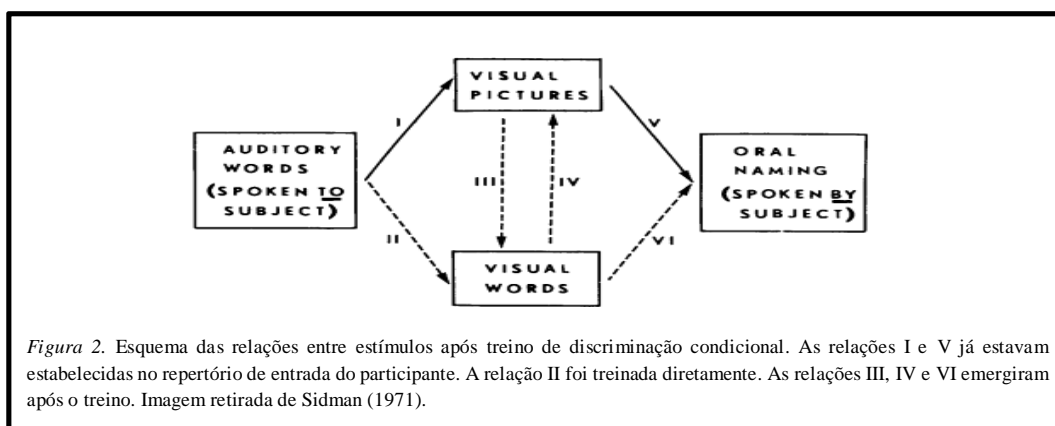 VISUAL
PICTURES
I
V
AUDITORY
WORDS
(SPOKEN TO
SUBJECT)
ORAL
NAMING
(SPOKEN BY
SUBJECT)
III
IV
II
VI
VISUAL
WORDS
Figura 2. Esquema das relações entre estímulos após treino de discriminação condicional. As relações I e V já estavam
estabelecidas no repertório de entrada do participante. A relação II foi treinada diretamente. As relações III, IV e VI emergiram
após o treino. Imagem retirada de Sidman (1971).